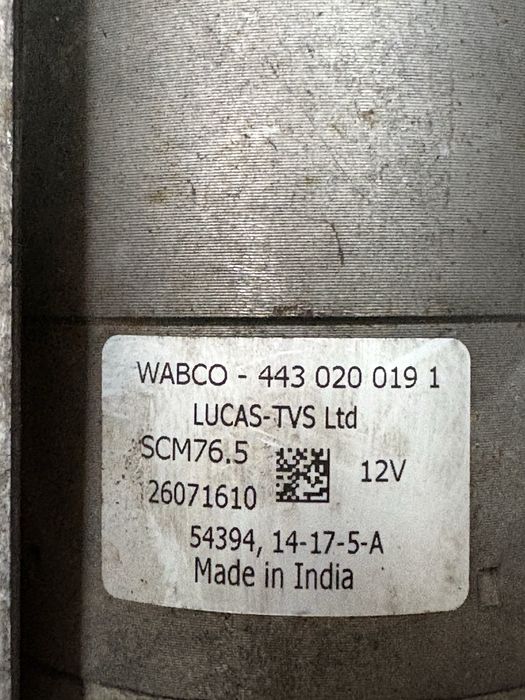 WABCO - 443 020 019 1
LUCAS-TVS Ltd
SCM76.5
12V
26071610
54394, 14-17-5-A
Made in India